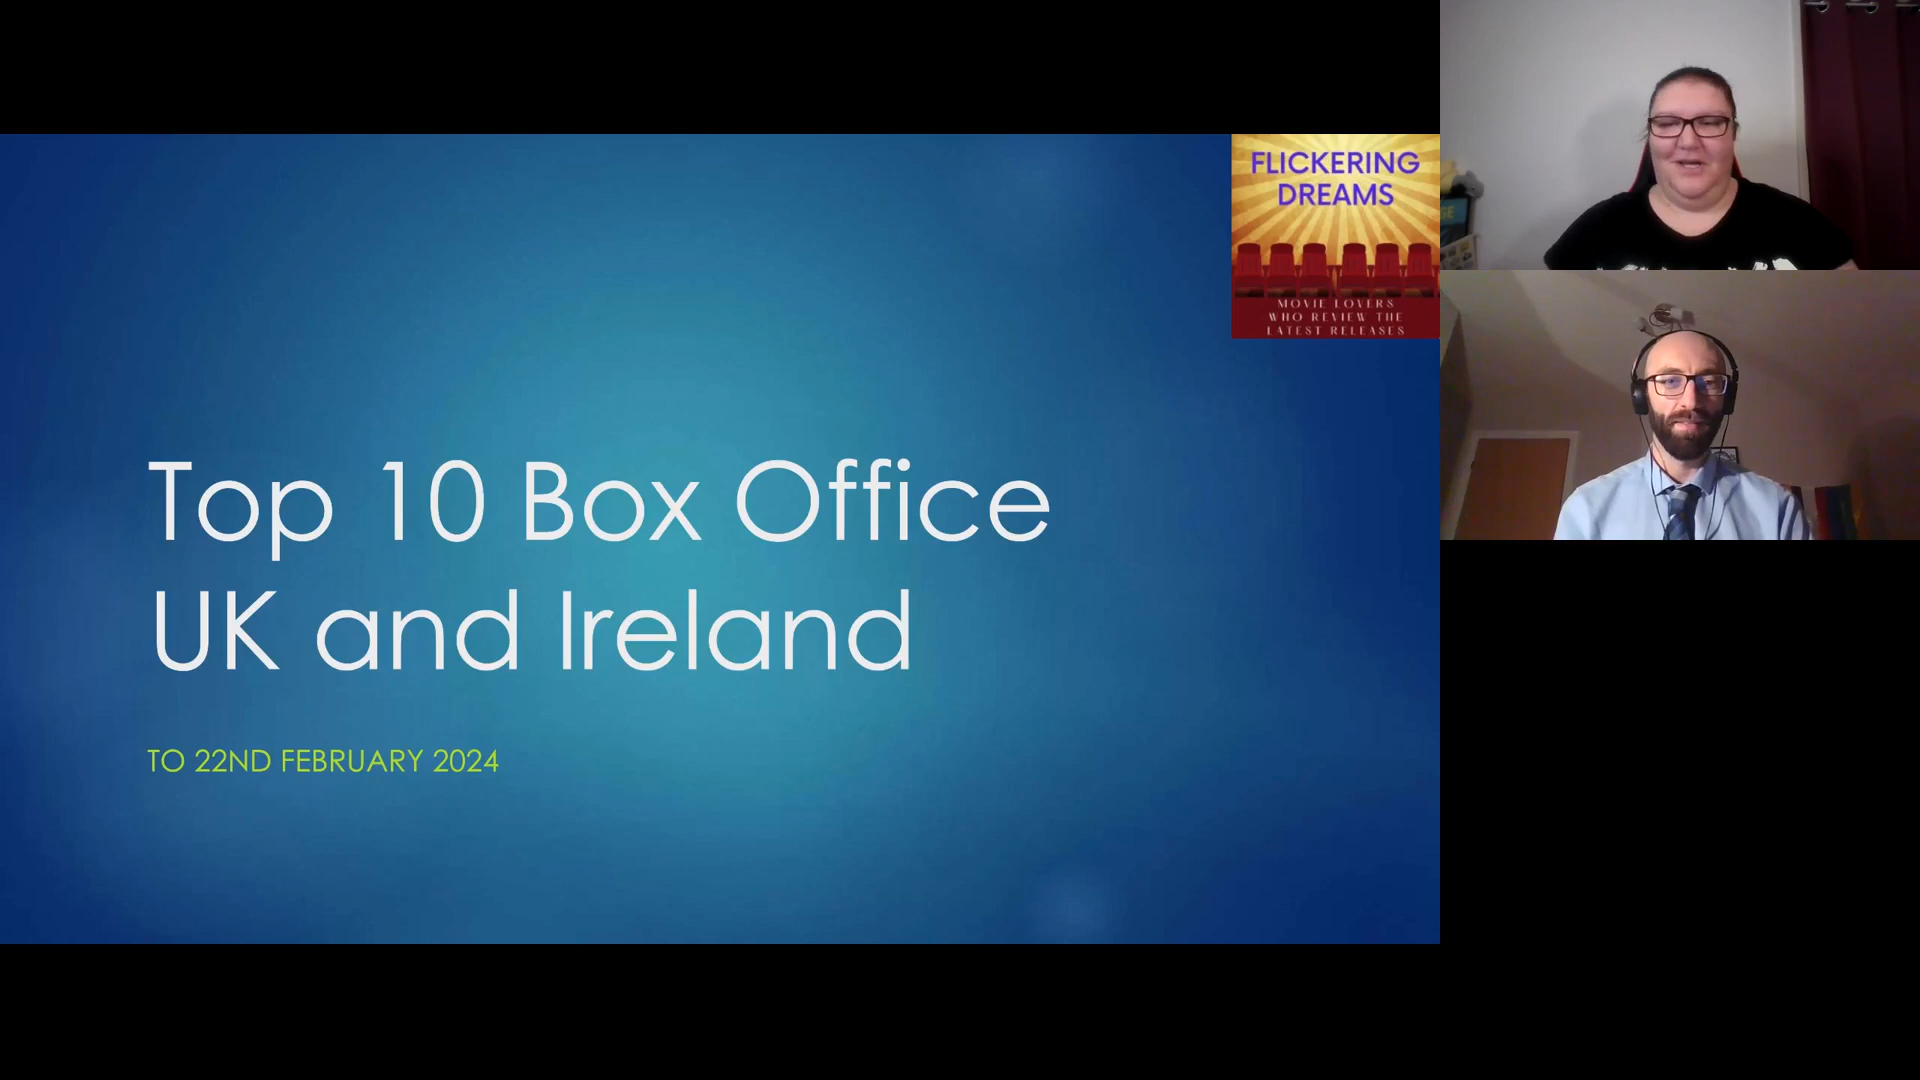 FLICKERING
DREAMS
MOVIE LOVERS
WHO REVIEW THE
LATEST RELEASES
Top 10 Box Office
UK and Ireland
TO 22ND FEBRUARY 2024